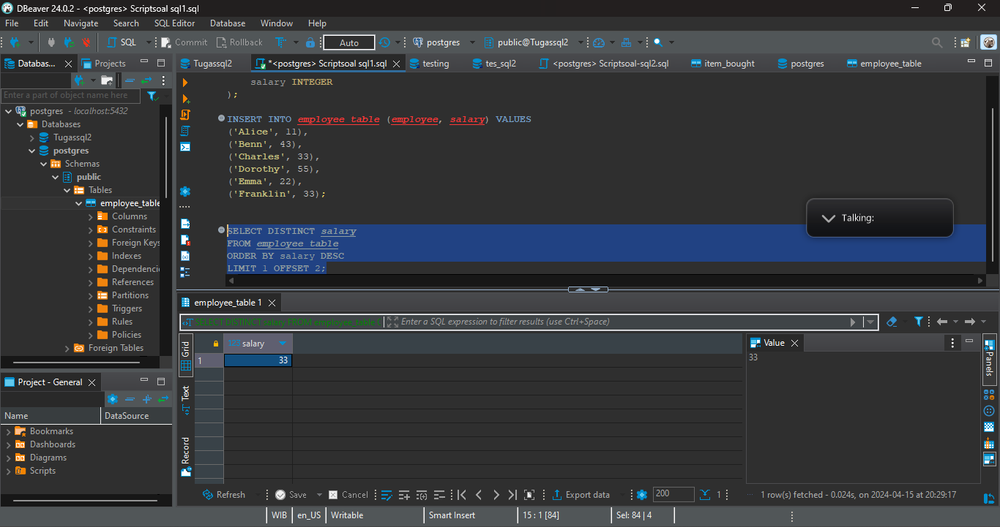 DBeaver 24.0.2 - <postgres> Scriptsoal sql1.sql
File Edit Navigate Search SQL Editor Database Window Help
SQL Commit Rollback Auto postgres public@Tugassql2
Databas... Projects
Tugassql2 *<postgres> Scriptsoal sql1.sql testing tes_sql2 <postgres> Scriptsoal-sql2.sql item_bought postgres employee_table
Enter a part of object name here
postgres - localhost:5432
Databases
Tugassql2
postgres
Schemas
public
Tables
employee_table
Columns
Constraints
Foreign Keys
Indexes
Dependenci
References
Partitions
Triggers
Rules
Policies
Foreign Tables
salary INTEGER
);
INSERT INTO employee_table (employee, salary) VALUES
('Alice', 11),
('Benn', 43),
('Charles', 33),
('Dorothy', 55),
('Emma', 22),
('Franklin', 33);
SELECT DISTINCT salary
FROM employee_table
ORDER BY salary DESC
LIMIT 1 OFFSET 2;
Talking:
employee_table 1
SELECT DISTINCT salary FROM employee_table
Enter a SQL expression to filter results (use Ctrl+Space)
Grid
Text
Record
123 salary
1 33
Value
33
Panels
Project - General
Name DataSource
Bookmarks
Dashboards
Diagrams
Scripts
Refresh Save Cancel Export data 200 1 ... 1 row(s) fetched - 0.024s, on 2024-04-15 at 20:29:17
WIB en_US Writable Smart Insert 15 : 1 [84] Sel: 84 | 4